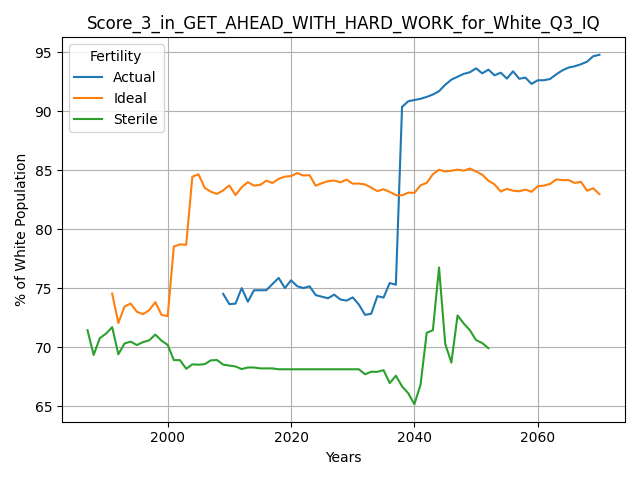 Score_3_in_GET_AHEAD_WITH_HARD_WORK_for_White_Q3_IQ
Fertility
Actual
Ideal
Sterile
% of White Population
95
90
85
80
75
70
65
2000
2020
2040
2060
Years